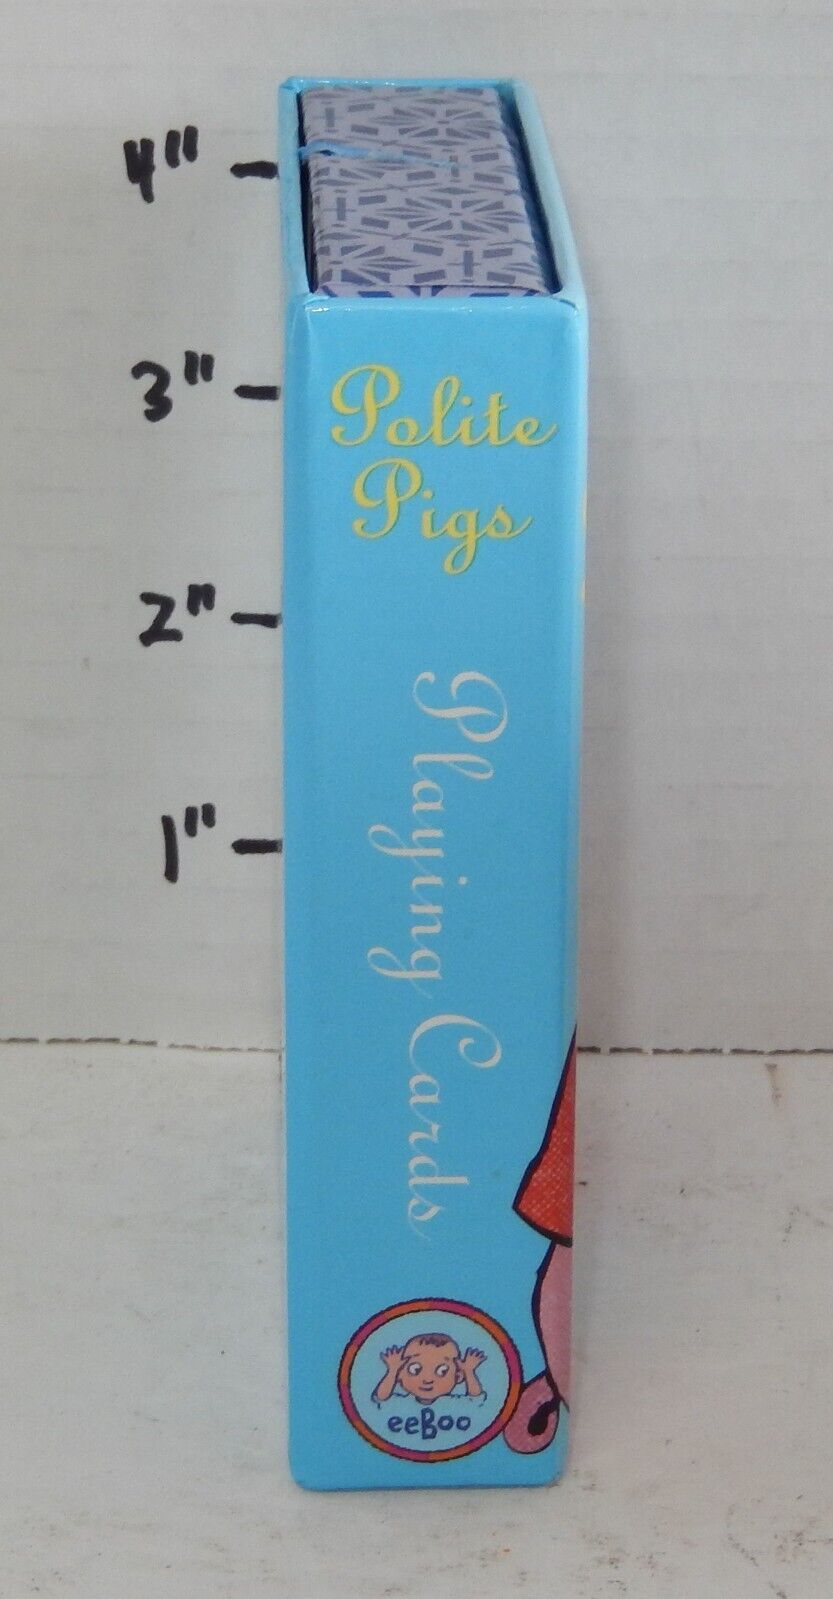 4"
3"
2"
1"
Polite
Pigs
Playing Cards
eeBoo